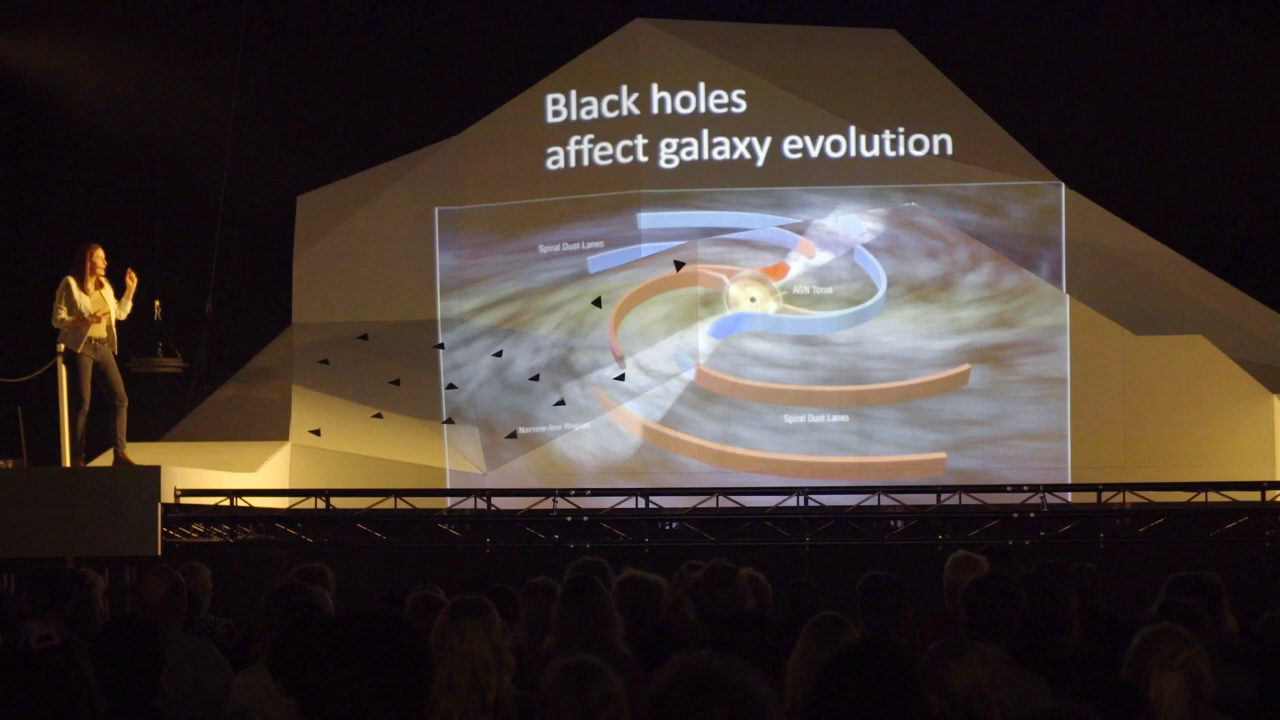 Black holes
affect galaxy evolution
Spiral Dust Lanes
AGN Torus
Spiral Dust Lanes
Narrow-line Region